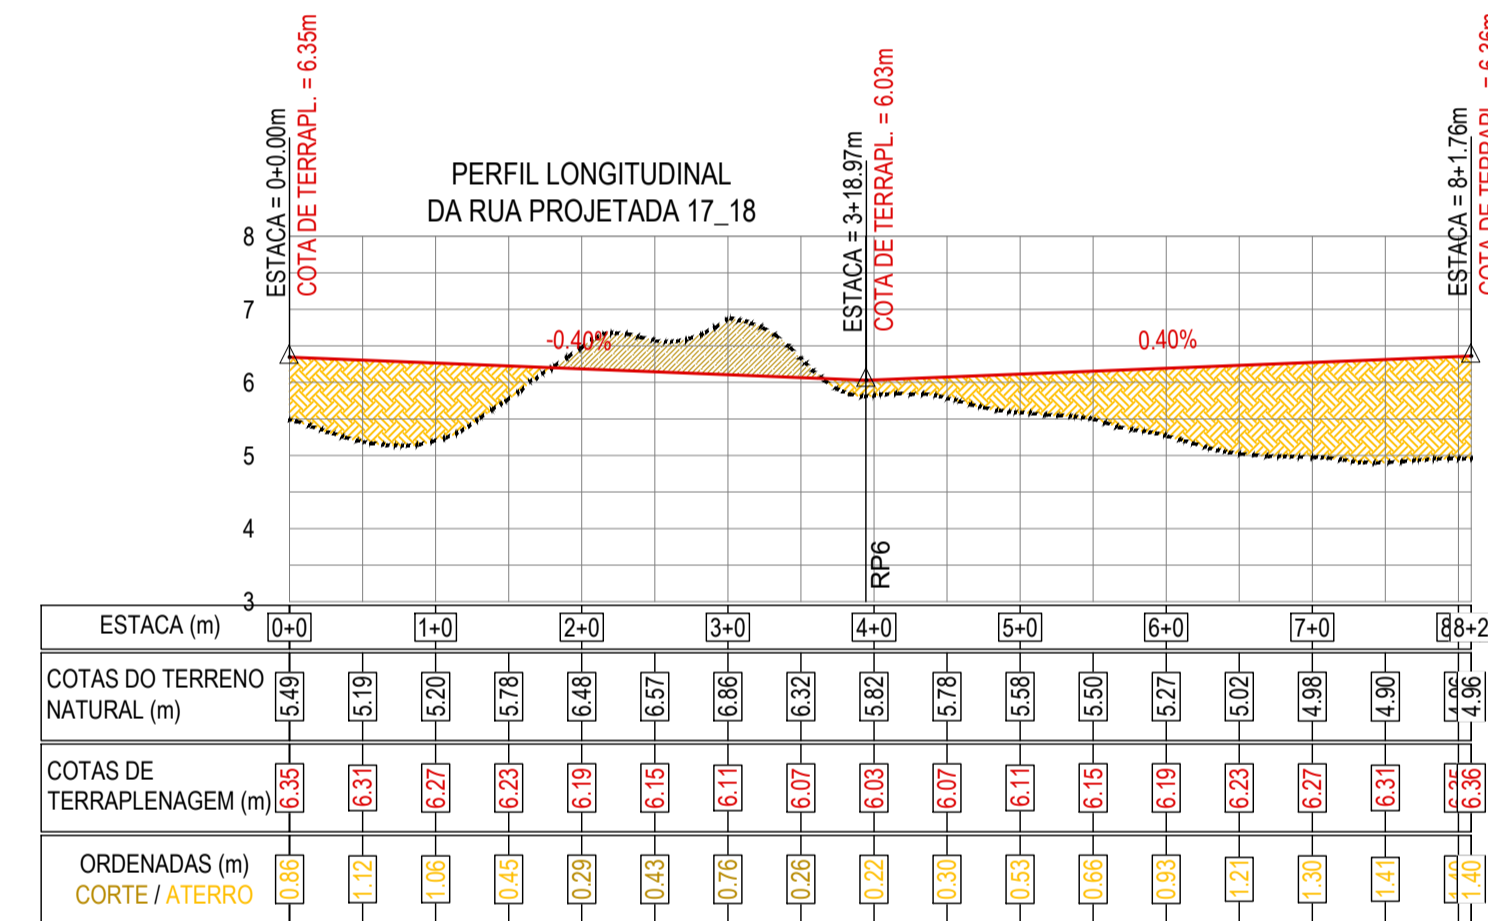 ESTACA = 0+0.00m
COTA DE TERRAPL. = 6.35m
PERFIL LONGITUDINAL
DA RUA PROJETADA 17_18
ESTACA = 3+18.97m
COTA DE TERRAPL. = 6.03m
ESTACA = 8+1.76m
COTA DE TERRAPL. = 6.36m
8
7
6
5
4
3
-0.40%
0.40%
RP6
ESTACA (m) 0+0 1+0 2+0 3+0 4+0 5+0 6+0 7+0 8+2
COTAS DO TERRENO
NATURAL (m)
5.49 5.19 5.20 5.78 6.48 6.57 6.86 6.32 5.82 5.78 5.58 5.50 5.27 5.02 4.98 4.90 4.96
COTAS DE
TERRAPLENAGEM (m)
6.35 6.31 6.27 6.23 6.19 6.15 6.11 6.07 6.03 6.07 6.11 6.15 6.19 6.23 6.27 6.31 6.36
ORDENADAS (m)
CORTE / ATERRO
0.86 1.12 1.06 0.45 0.29 0.43 0.76 0.26 0.22 0.30 0.53 0.66 0.93 1.21 1.30 1.41 1.40